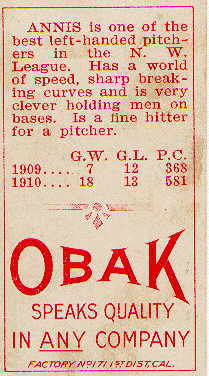 ANNIS is one of the
best left-handed pitch-
ers in the N. W.
League. Has a world
of speed, sharp break-
ing curves and is very
clever holding men on
bases. Is a fine hitter
for a pitcher.
G.W. G.L. P.C.
1909.... 7 12 368
1910.... 18 13 581
OBAK
SPEAKS QUALITY
IN ANY COMPANY
FACTORY Nº 171 1ST DIST, CAL.